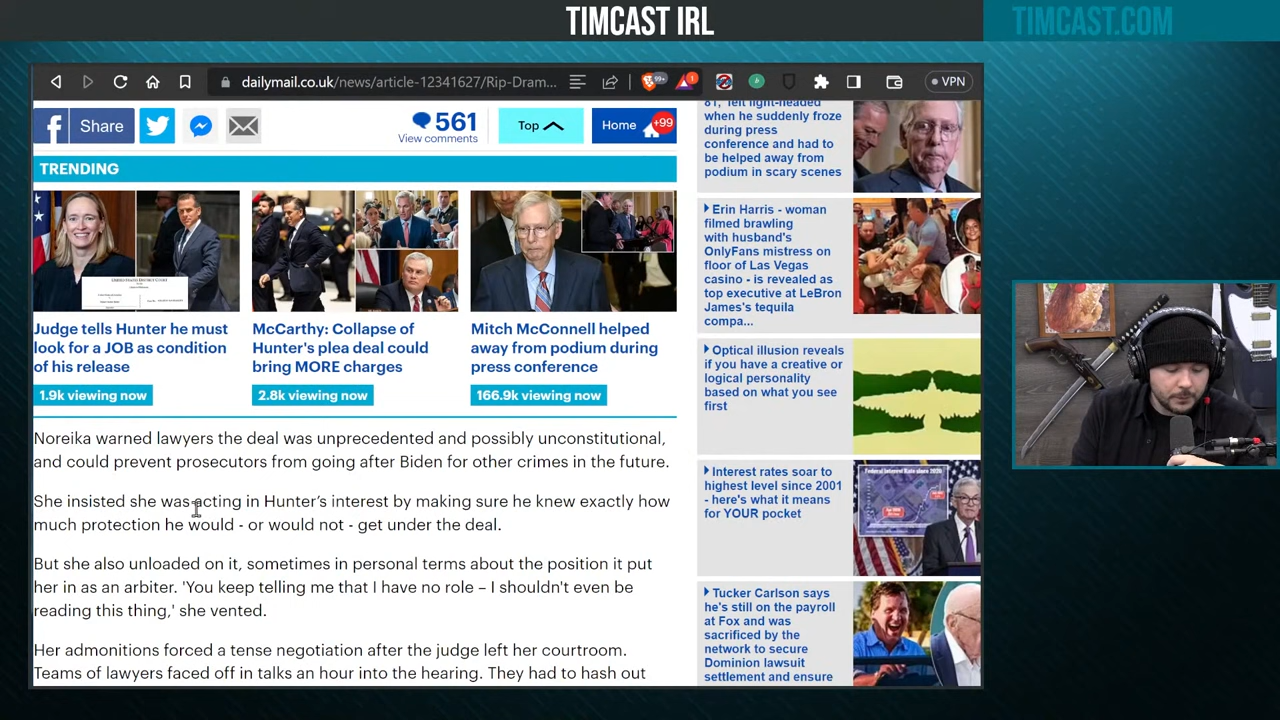 TIMCAST IRL
TIMCAST.COM
dailymail.co.uk/news/article-12341627/Rip-Dram...
99+
1
VPN
Share
561
View comments
Top
Home
+99
TRENDING
Judge tells Hunter he must
look for a JOB as condition
of his release
1.9k viewing now
McCarthy: Collapse of
Hunter's plea deal could
bring MORE charges
2.8k viewing now
Mitch McConnell helped
away from podium during
press conference
166.9k viewing now
Noreika warned lawyers the deal was unprecedented and possibly unconstitutional,
and could prevent prosecutors from going after Biden for other crimes in the future.
She insisted she was acting in Hunter's interest by making sure he knew exactly how
much protection he would - or would not - get under the deal.
But she also unloaded on it, sometimes in personal terms about the position it put
her in as an arbiter. 'You keep telling me that I have no role – I shouldn't even be
reading this thing,' she vented.
Her admonitions forced a tense negotiation after the judge left her courtroom.
Teams of lawyers faced off in talks an hour into the hearing. They had to hash out
81, 'felt light-headed
when he suddenly froze
during press
conference and had to
be helped away from
podium in scary scenes
Erin Harris - woman
filmed brawling
with husband's
OnlyFans mistress on
floor of Las Vegas
casino - is revealed as
top executive at LeBron
James's tequila
compa...
Optical illusion reveals
if you have a creative or
logical personality
based on what you see
first
Interest rates soar to
highest level since 2001
- here's what it means
for YOUR pocket
Tucker Carlson says
he's still on the payroll
at Fox and was
sacrificed by the
network to secure
Dominion lawsuit
settlement and ensure